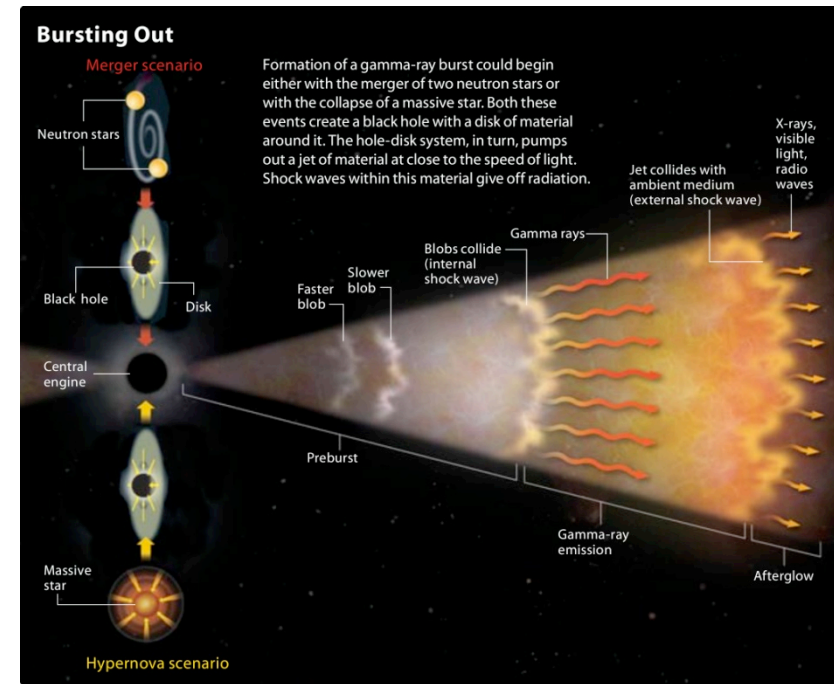 Bursting Out
Merger scenario
Formation of a gamma-ray burst could begin
either with the merger of two neutron stars or
with the collapse of a massive star. Both these
events create a black hole with a disk of material
around it. The hole-disk system, in turn, pumps
out a jet of material at close to the speed of light.
Shock waves within this material give off radiation.
Neutron stars
X-rays,
visible
light,
radio
waves
Jet collides with
ambient medium
(external shock wave)
Gamma rays
Blobs collide
(internal
shock wave)
Slower
blob
Faster
blob
Black hole
Disk
Central
engine
Preburst
Gamma-ray
emission
Afterglow
Massive
star
Hypernova scenario